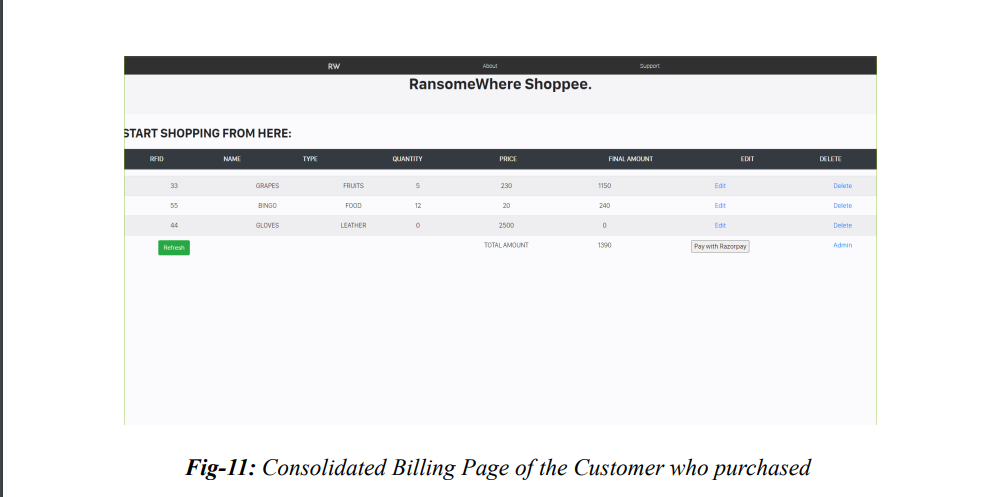 RW About Support
RansomeWhere Shoppee.
START SHOPPING FROM HERE:
RFID NAME TYPE QUANTITY PRICE FINAL AMOUNT EDIT DELETE
33 GRAPES FRUITS 5 230 1150 Edit Delete
55 BINGO FOOD 12 20 240 Edit Delete
44 GLOVES LEATHER 0 2500 0 Edit Delete
Refresh TOTAL AMOUNT 1390 Pay with Razorpay Admin
Fig-11: Consolidated Billing Page of the Customer who purchased